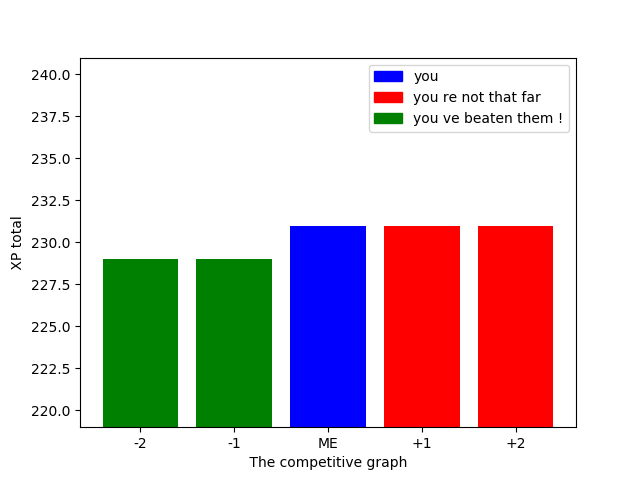 240.0
237.5
235.0
232.5
230.0
227.5
225.0
222.5
220.0
XP total
you
you re not that far
you ve beaten them !
-2 -1 ME +1 +2
The competitive graph